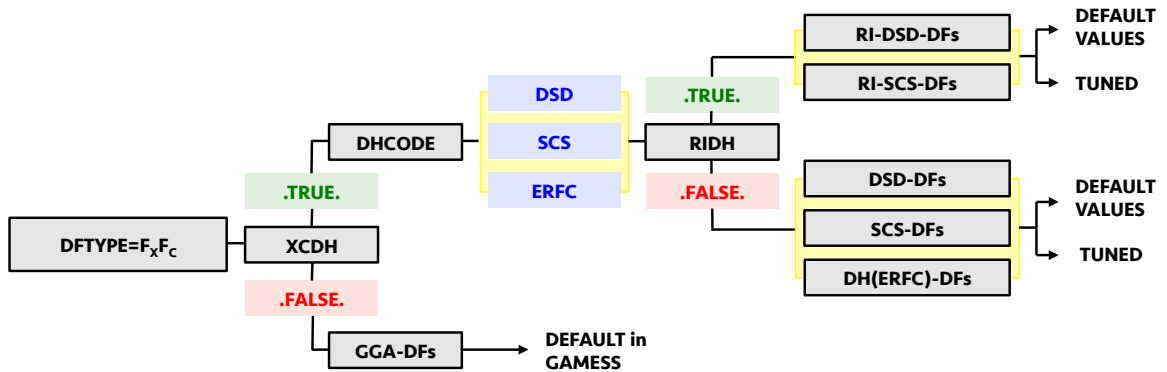 DFTYPE=FXFC
XCDH
.TRUE.
.FALSE.
DHCODE
GGA-DFs
DEFAULT in
GAMESS
DSD
SCS
ERFC
RIDH
.TRUE.
.FALSE.
RI-DSD-DFs
RI-SCS-DFs
DEFAULT
VALUES
TUNED
DSD-DFs
SCS-DFs
DH(ERFC)-DFs
DEFAULT
VALUES
TUNED